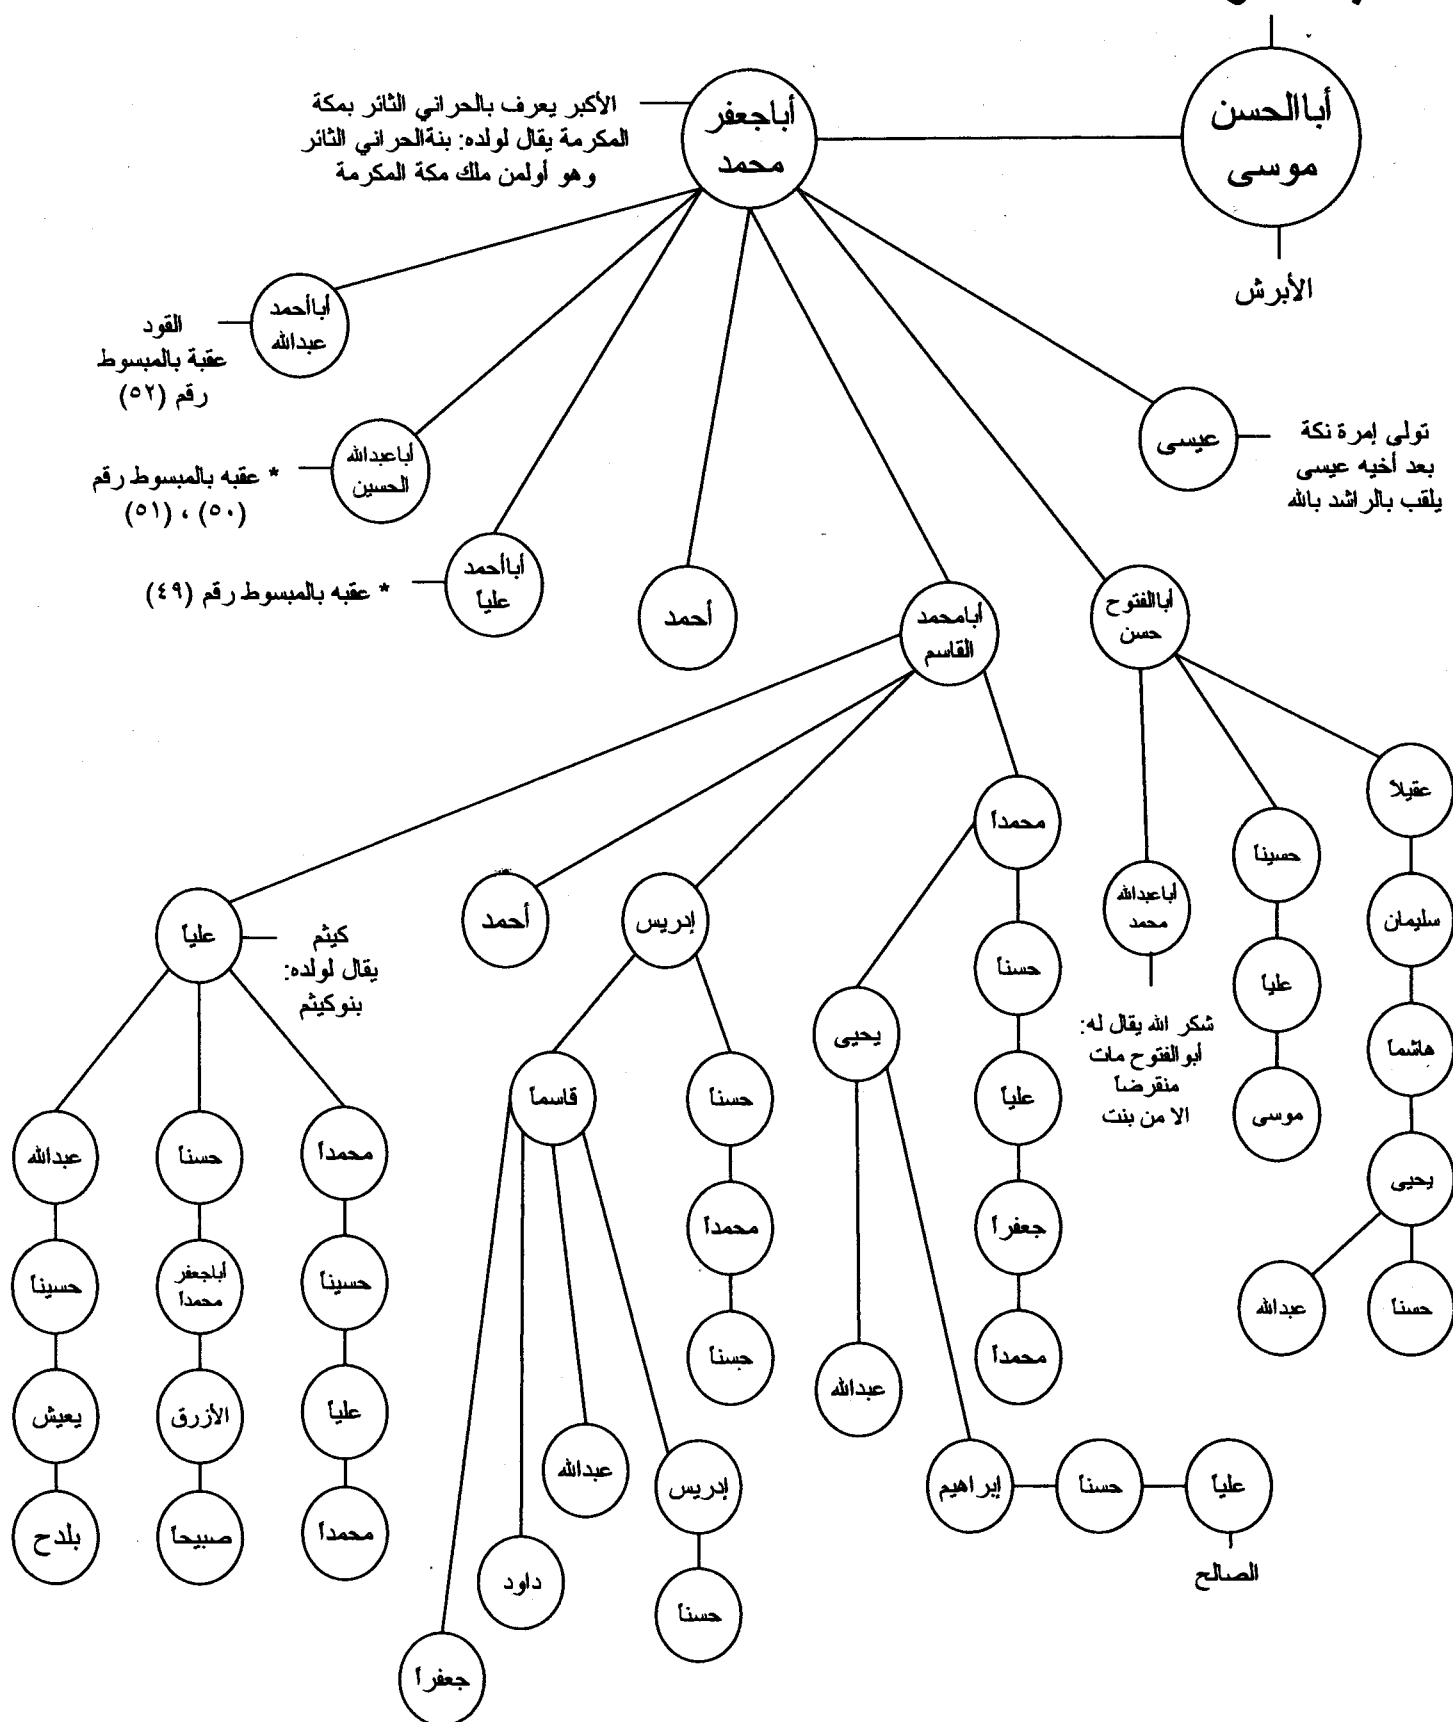 أباالحسن
موسى
الأبرش
أباجعفر
محمد
الأكبر يعرف بالحراني الثائر بمكة
المكرمة يقال لولده: بنةالحراني الثائر
وهو أولمن ملك مكة المكرمة
عيسى
تولى إمرة نكة
بعد أخيه عيسى
يلقب بالراشد بالله
أباالفتوح
حسن
أبامحمد
القاسم
أحمد
أباأحمد
علياً
* عقبه بالمبسوط رقم (٤٩)
أباعبدالله
الحسين
* عقبه بالمبسوط رقم
(٥٠) ، (٥١)
أباأحمد
عبدالله
القود
عقبة بالمبسوط
رقم (٥٢)
عقيلاً
سليمان
هاشماً
يحيى
حسناً
عبدالله
حسيناً
علياً
موسى
أباعبدالله
محمد
شكر الله يقال له:
أبوالفتوح مات
منقرضاً
الا من بنت
محمداً
حسناً
علياً
جعفراً
محمداً
يحيى
عبدالله
إبراهيم
حسناً
علياً
الصالح
إدريس
حسناً
محمداً
حسناً
قاسماً
إدريس
حسناً
عبدالله
داود
جعفراً
أحمد
علياً
كيثم
يقال لولده:
بنوكيثم
محمداً
حسيناً
علياً
محمداً
حسناً
أباجعفر
محمداً
الأزرق
صبيحاً
عبدالله
حسيناً
يعيش
بلدح